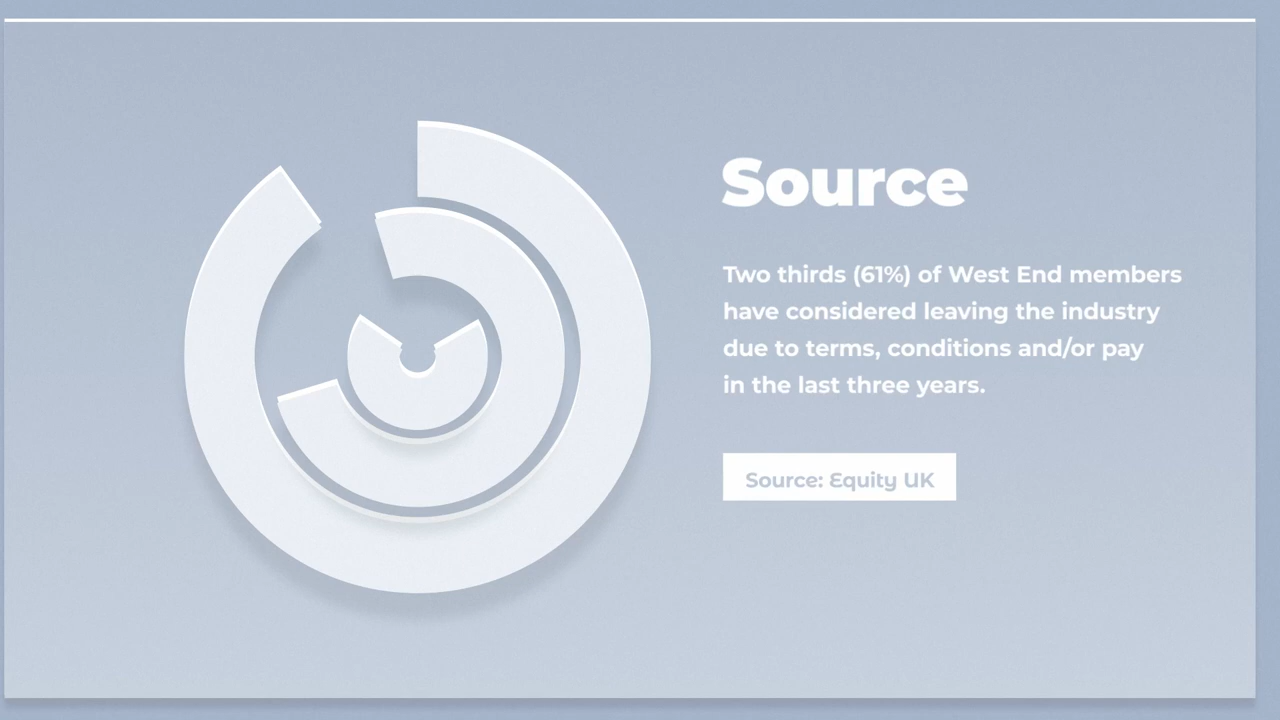 Source
Two thirds (61%) of West End members
have considered leaving the industry
due to terms, conditions and/or pay
in the last three years.
Source: Equity UK